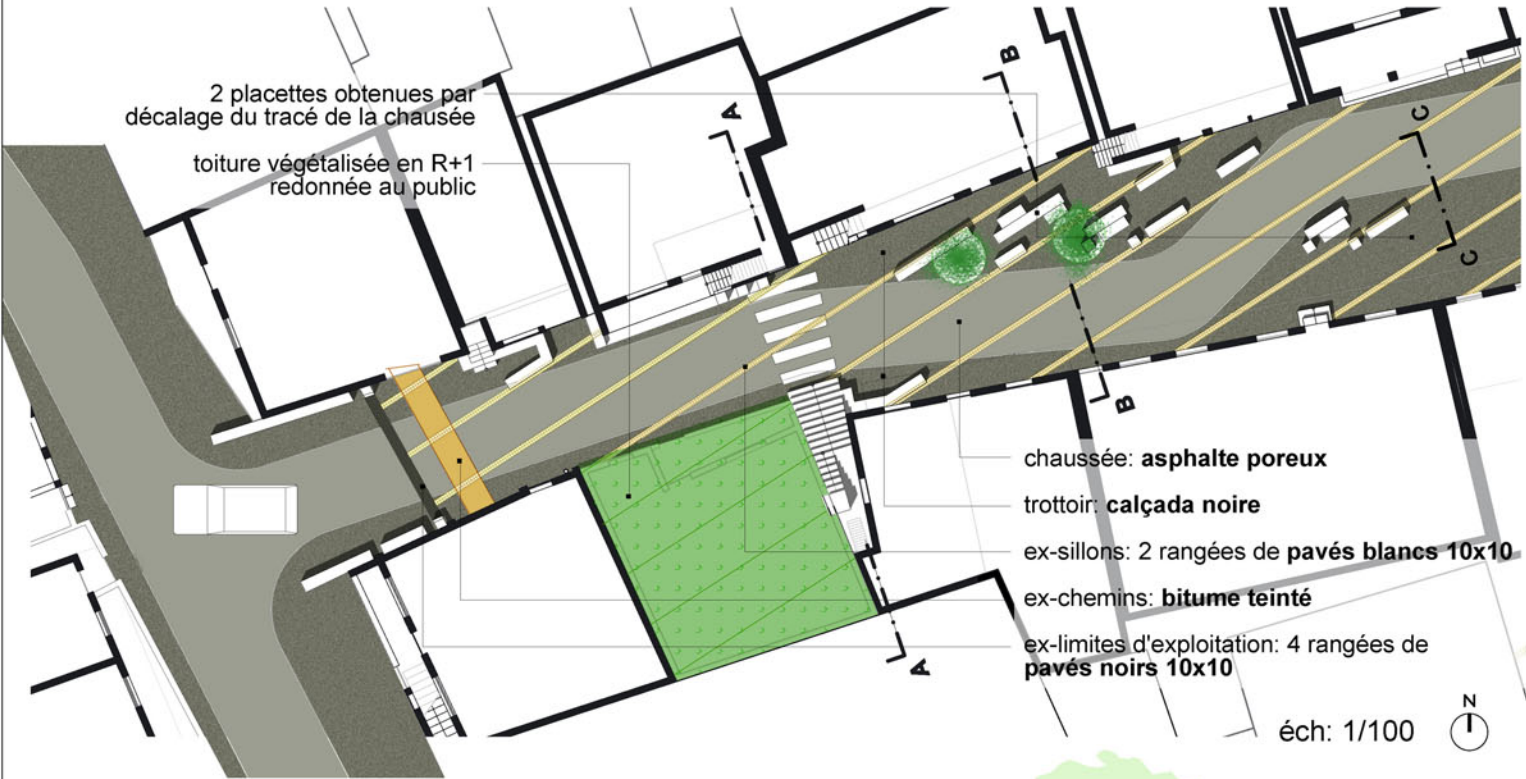 2 placettes obtenues par
décalage du tracé de la chausée
toiture végétalisée en R+1
redonnée au public
A
B
C
C
B
A
chaussée: asphalte poreux
trottoir: calçada noire
ex-sillons: 2 rangées de pavés blancs 10x10
ex-chemins: bitume teinté
ex-limites d'exploitation: 4 rangées de
pavés noirs 10x10
éch: 1/100
N